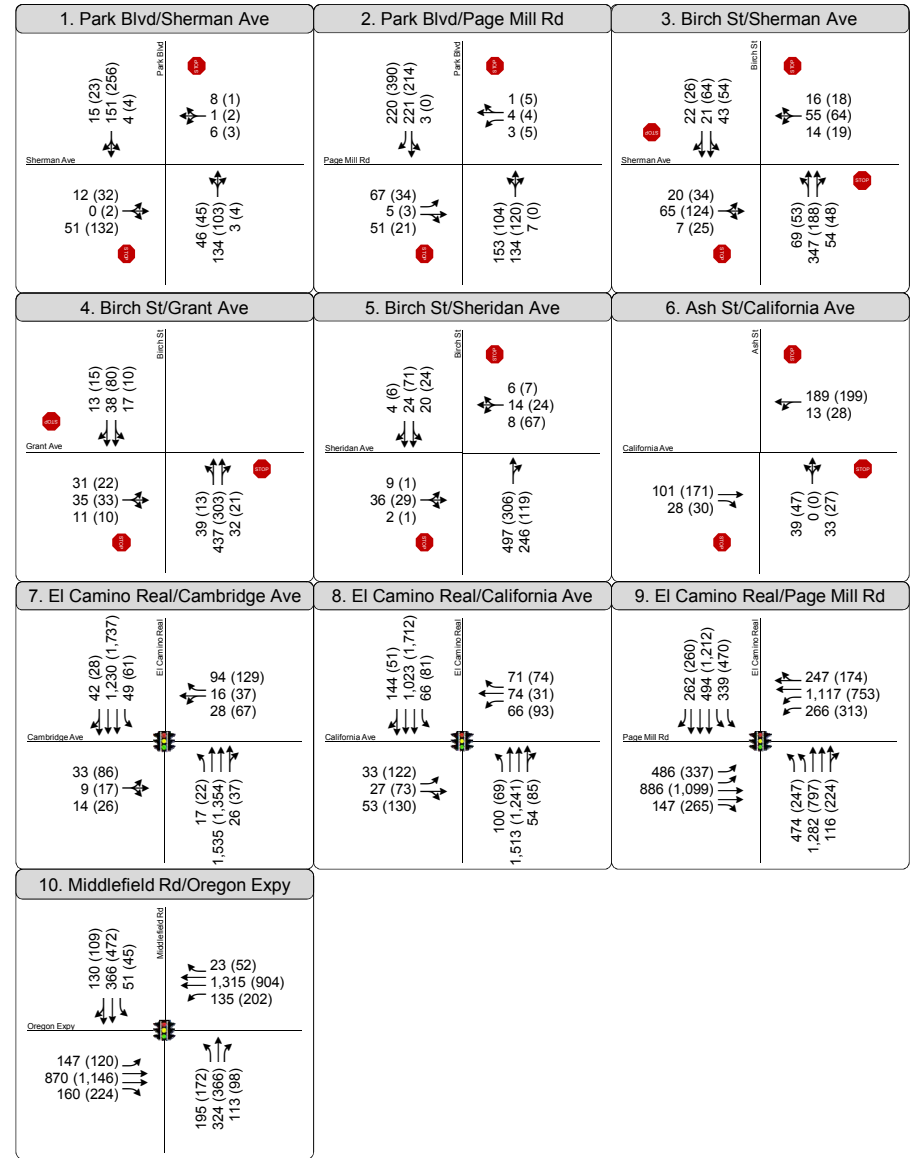 1. Park Blvd/Sherman Ave
Park Blvd
STOP
15 (23)
151 (256)
4 (4)
8 (1)
1 (2)
6 (3)
Sherman Ave
12 (32)
0 (2)
51 (132)
STOP
46 (45)
134 (103)
3 (4)
2. Park Blvd/Page Mill Rd
Park Blvd
STOP
220 (390)
221 (214)
3 (0)
1 (5)
4 (4)
3 (5)
Page Mill Rd
67 (34)
5 (3)
51 (21)
STOP
153 (104)
134 (120)
7 (0)
3. Birch St/Sherman Ave
Birch St
STOP
22 (26)
21 (64)
43 (54)
16 (18)
55 (64)
14 (19)
STOP
Sherman Ave
STOP
20 (34)
65 (124)
7 (25)
STOP
69 (53)
347 (188)
54 (48)
4. Birch St/Grant Ave
Birch St
13 (15)
38 (80)
17 (10)
STOP
Grant Ave
STOP
31 (22)
35 (33)
11 (10)
STOP
39 (13)
437 (303)
32 (21)
5. Birch St/Sheridan Ave
Birch St
STOP
4 (6)
24 (71)
20 (24)
6 (7)
14 (24)
8 (67)
Sheridan Ave
9 (1)
36 (29)
2 (1)
STOP
497 (306)
246 (119)
6. Ash St/California Ave
Ash St
STOP
189 (199)
13 (28)
California Ave
STOP
101 (171)
28 (30)
STOP
39 (47)
0 (0)
33 (27)
7. El Camino Real/Cambridge Ave
El Camino Real
42 (28)
1,230 (1,737)
49 (61)
94 (129)
16 (37)
28 (67)
Cambridge Ave
33 (86)
9 (17)
14 (26)
17 (22)
1,535 (1,354)
26 (37)
8. El Camino Real/California Ave
El Camino Real
144 (51)
1,023 (1,712)
66 (81)
71 (74)
74 (31)
66 (93)
California Ave
33 (122)
27 (73)
53 (130)
100 (69)
1,513 (1,241)
54 (85)
9. El Camino Real/Page Mill Rd
El Camino Real
262 (260)
494 (1,212)
339 (470)
247 (174)
1,117 (753)
266 (313)
Page Mill Rd
486 (337)
886 (1,099)
147 (265)
474 (247)
1,282 (797)
116 (224)
10. Middlefield Rd/Oregon Expy
Middlefield Rd
130 (109)
366 (472)
51 (45)
23 (52)
1,315 (904)
135 (202)
Oregon Expy
147 (120)
870 (1,146)
160 (224)
195 (172)
324 (366)
113 (98)